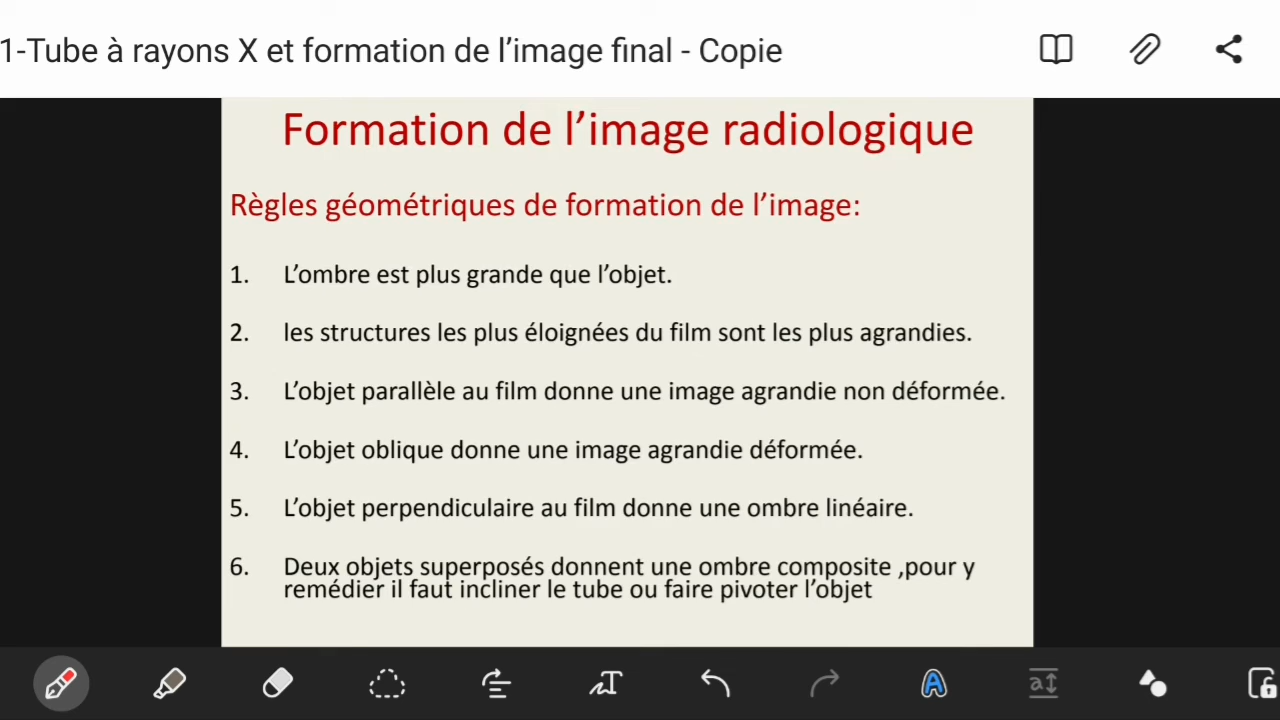 1-Tube à rayons X et formation de l’image final - Copie
Formation de l’image radiologique
Règles géométriques de formation de l’image:
1. L’ombre est plus grande que l’objet.
2. les structures les plus éloignées du film sont les plus agrandies.
3. L’objet parallèle au film donne une image agrandie non déformée.
4. L’objet oblique donne une image agrandie déformée.
5. L’objet perpendiculaire au film donne une ombre linéaire.
6. Deux objets superposés donnent une ombre composite ,pour y
remédier il faut incliner le tube ou faire pivoter l’objet